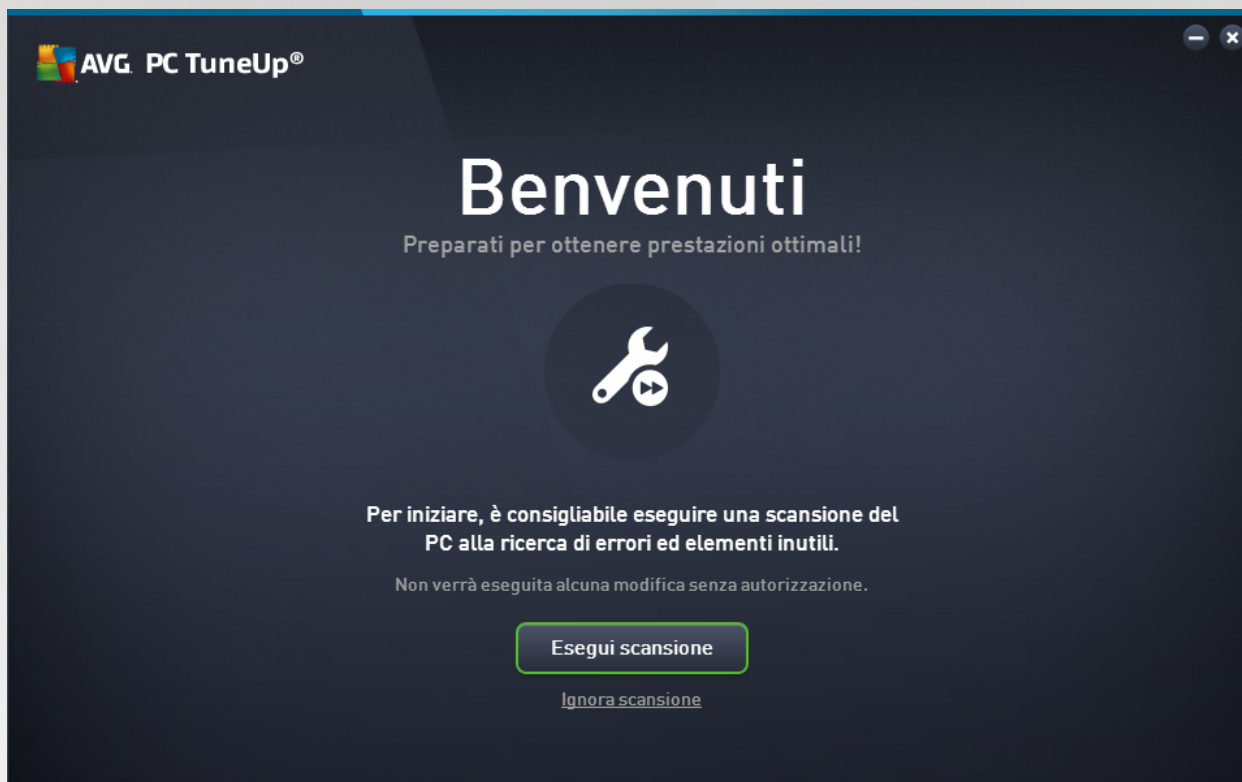 AVG. PC TuneUp®
Benvenuti
Preparati per ottenere prestazioni ottimali!
Per iniziare, è consigliabile eseguire una scansione del
PC alla ricerca di errori ed elementi inutili.
Non verrà eseguita alcuna modifica senza autorizzazione.
Esegui scansione
Ignora scansione